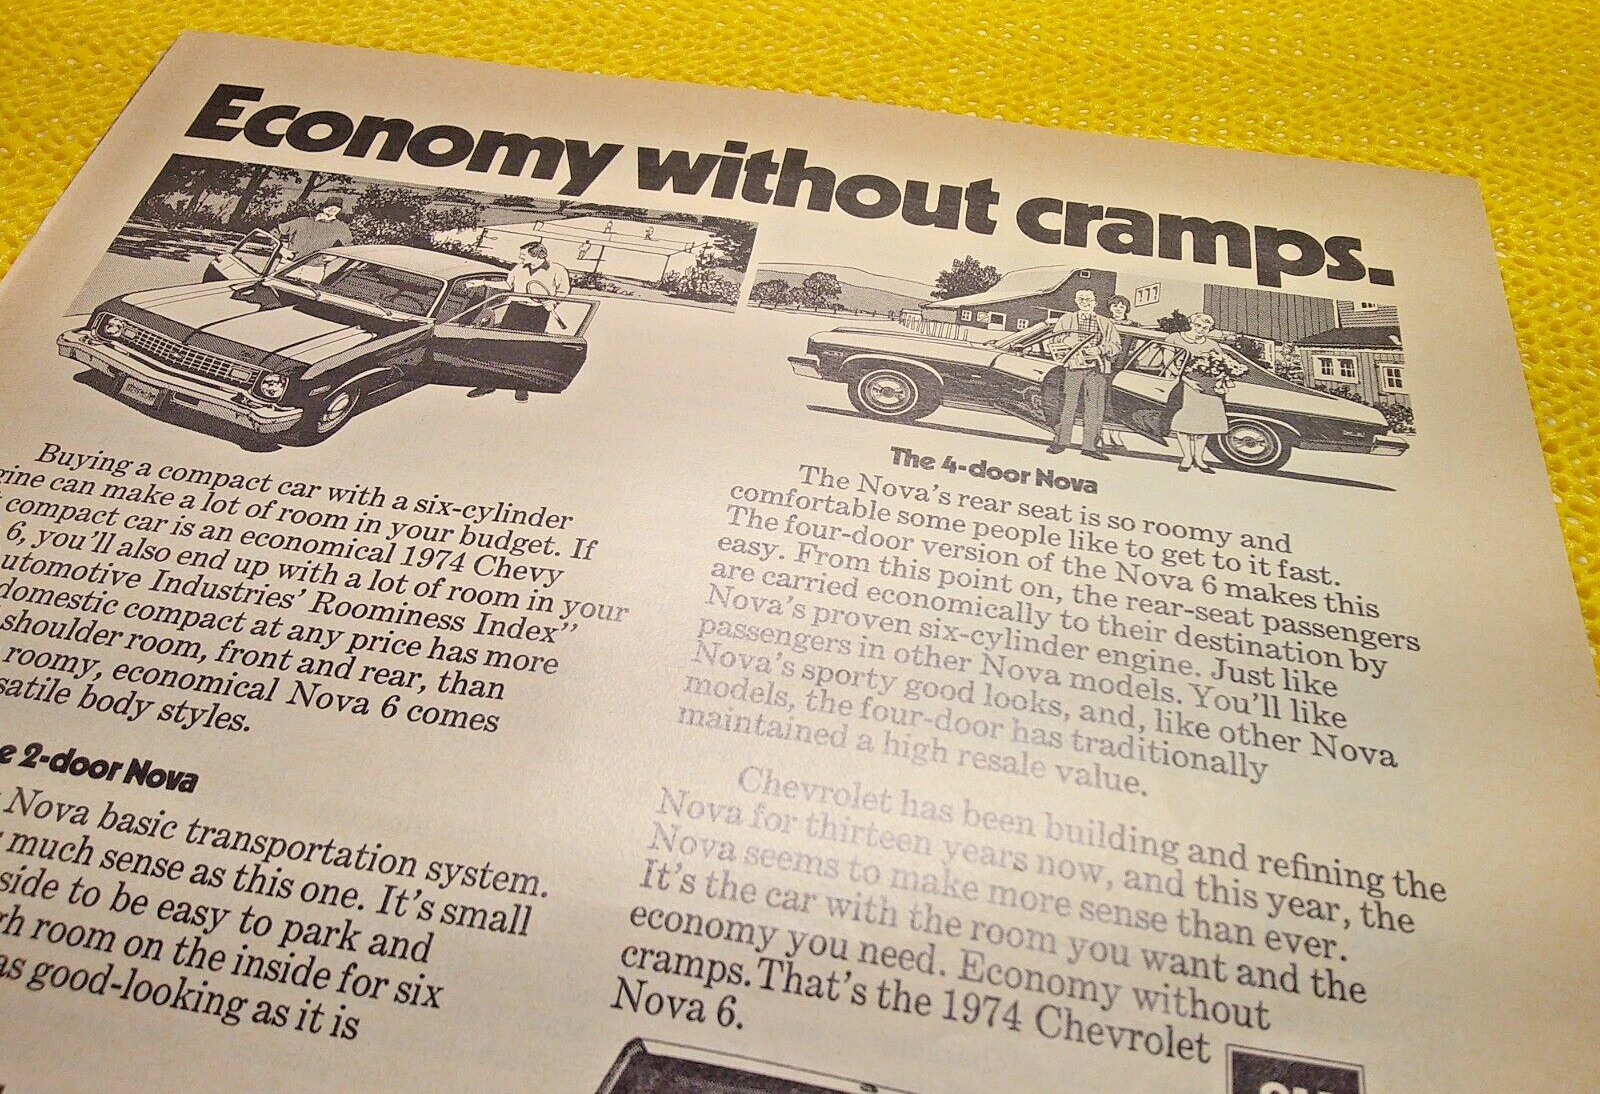 Economy without cramps.
Buying a compact car with a six-cylinder
gine can make a lot of room in your budget. If
compact car is an economical 1974 Chevy
6, you'll also end up with a lot of room in your
utomotive Industries' Roominess Index"
domestic compact at any price has more
shoulder room, front and rear, than
roomy, economical Nova 6 comes
satile body styles.
e 2-door Nova
Nova basic transportation system.
much sense as this one. It's small
side to be easy to park and
gh room on the inside for six
as good-looking as it is
The 4-door Nova
The Nova's rear seat is so roomy and
comfortable some people like to get to it fast.
The four-door version of the Nova 6 makes this
easy. From this point on, the rear-seat passengers
are carried economically to their destination by
Nova's proven six-cylinder engine. Just like
passengers in other Nova models. You'll like
Nova's sporty good looks, and, like other Nova
models, the four-door has traditionally
maintained a high resale value.
Chevrolet has been building and refining the
Nova for thirteen years now, and this year, the
Nova seems to make more sense than ever.
It's the car with the room you want and the
economy you need. Economy without
cramps. That's the 1974 Chevrolet
Nova 6.